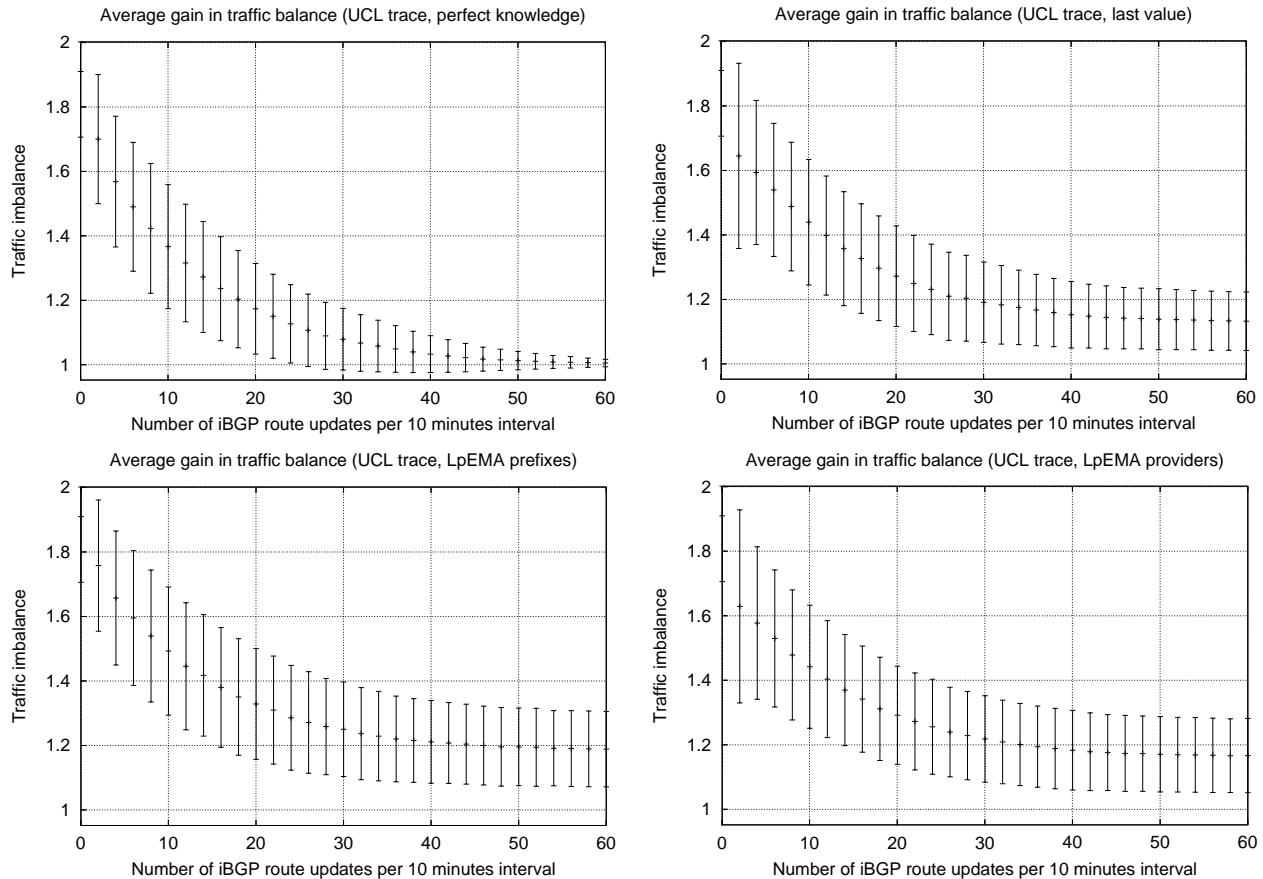 Average gain in traffic balance (UCL trace, perfect knowledge)
2
1.8
1.6
1.4
1.2
1
Traffic imbalance
0 10 20 30 40 50 60
Number of iBGP route updates per 10 minutes interval
Average gain in traffic balance (UCL trace, last value)
2
1.8
1.6
1.4
1.2
1
Traffic imbalance
0 10 20 30 40 50 60
Number of iBGP route updates per 10 minutes interval
Average gain in traffic balance (UCL trace, LpEMA prefixes)
2
1.8
1.6
1.4
1.2
1
Traffic imbalance
0 10 20 30 40 50 60
Number of iBGP route updates per 10 minutes interval
Average gain in traffic balance (UCL trace, LpEMA providers)
2
1.8
1.6
1.4
1.2
1
Traffic imbalance
0 10 20 30 40 50 60
Number of iBGP route updates per 10 minutes interval